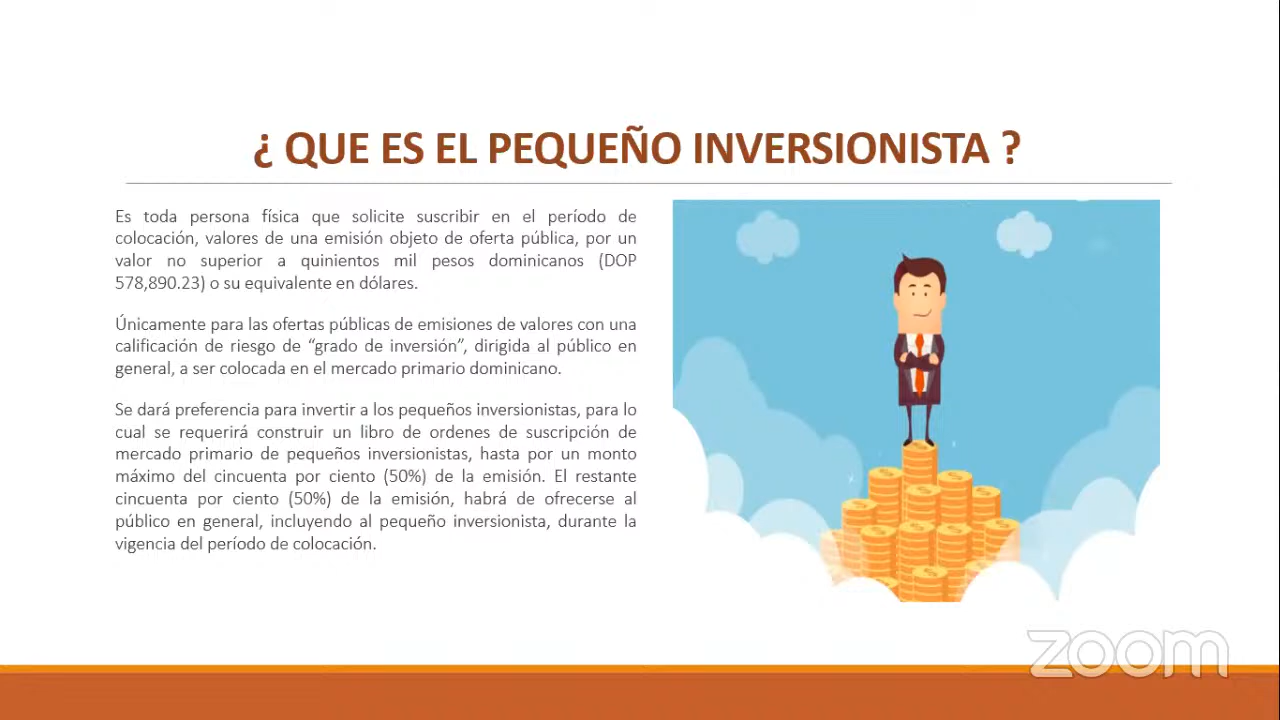 ¿ QUE ES EL PEQUEÑO INVERSIONISTA ?
Es toda persona física que solicite suscribir en el período de
colocación, valores de una emisión objeto de oferta pública, por un
valor no superior a quinientos mil pesos dominicanos (DOP
578,890.23) o su equivalente en dólares.
Únicamente para las ofertas públicas de emisiones de valores con una
calificación de riesgo de “grado de inversión”, dirigida al público en
general, a ser colocada en el mercado primario dominicano.
Se dará preferencia para invertir a los pequeños inversionistas, para lo
cual se requerirá construir un libro de ordenes de suscripción de
mercado primario de pequeños inversionistas, hasta por un monto
máximo del cincuenta por ciento (50%) de la emisión. El restante
cincuenta por ciento (50%) de la emisión, habrá de ofrecerse al
público en general, incluyendo al pequeño inversionista, durante la
vigencia del período de colocación.
zoom